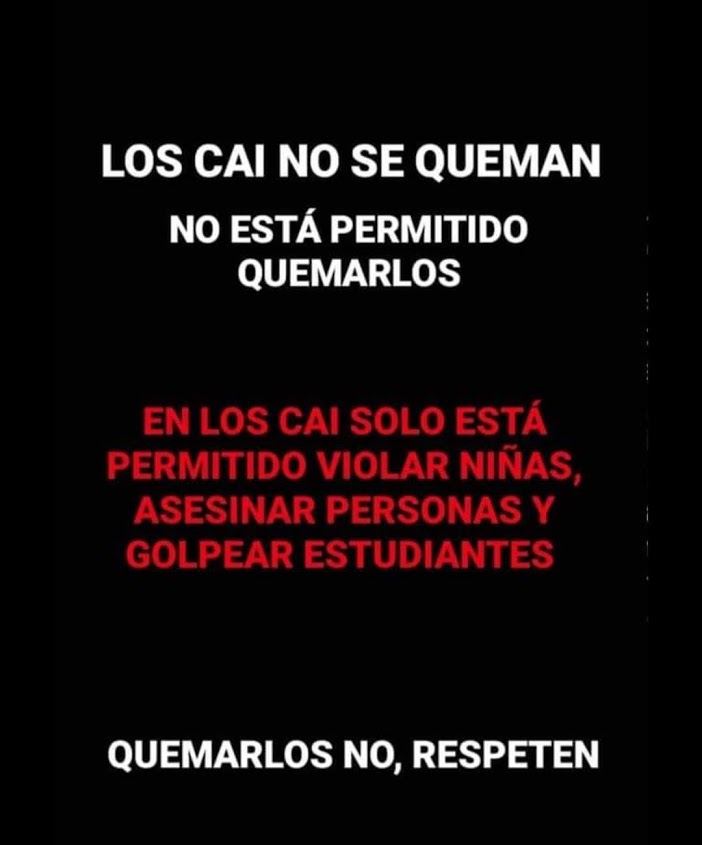 LOS CAI NO SE QUEMAN
NO ESTÁ PERMITIDO
QUEMARLOS
EN LOS CAI SOLO ESTÁ
PERMITIDO VIOLAR NIÑAS,
ASESINAR PERSONAS Y
GOLPEAR ESTUDIANTES
QUEMARLOS NO, RESPETEN